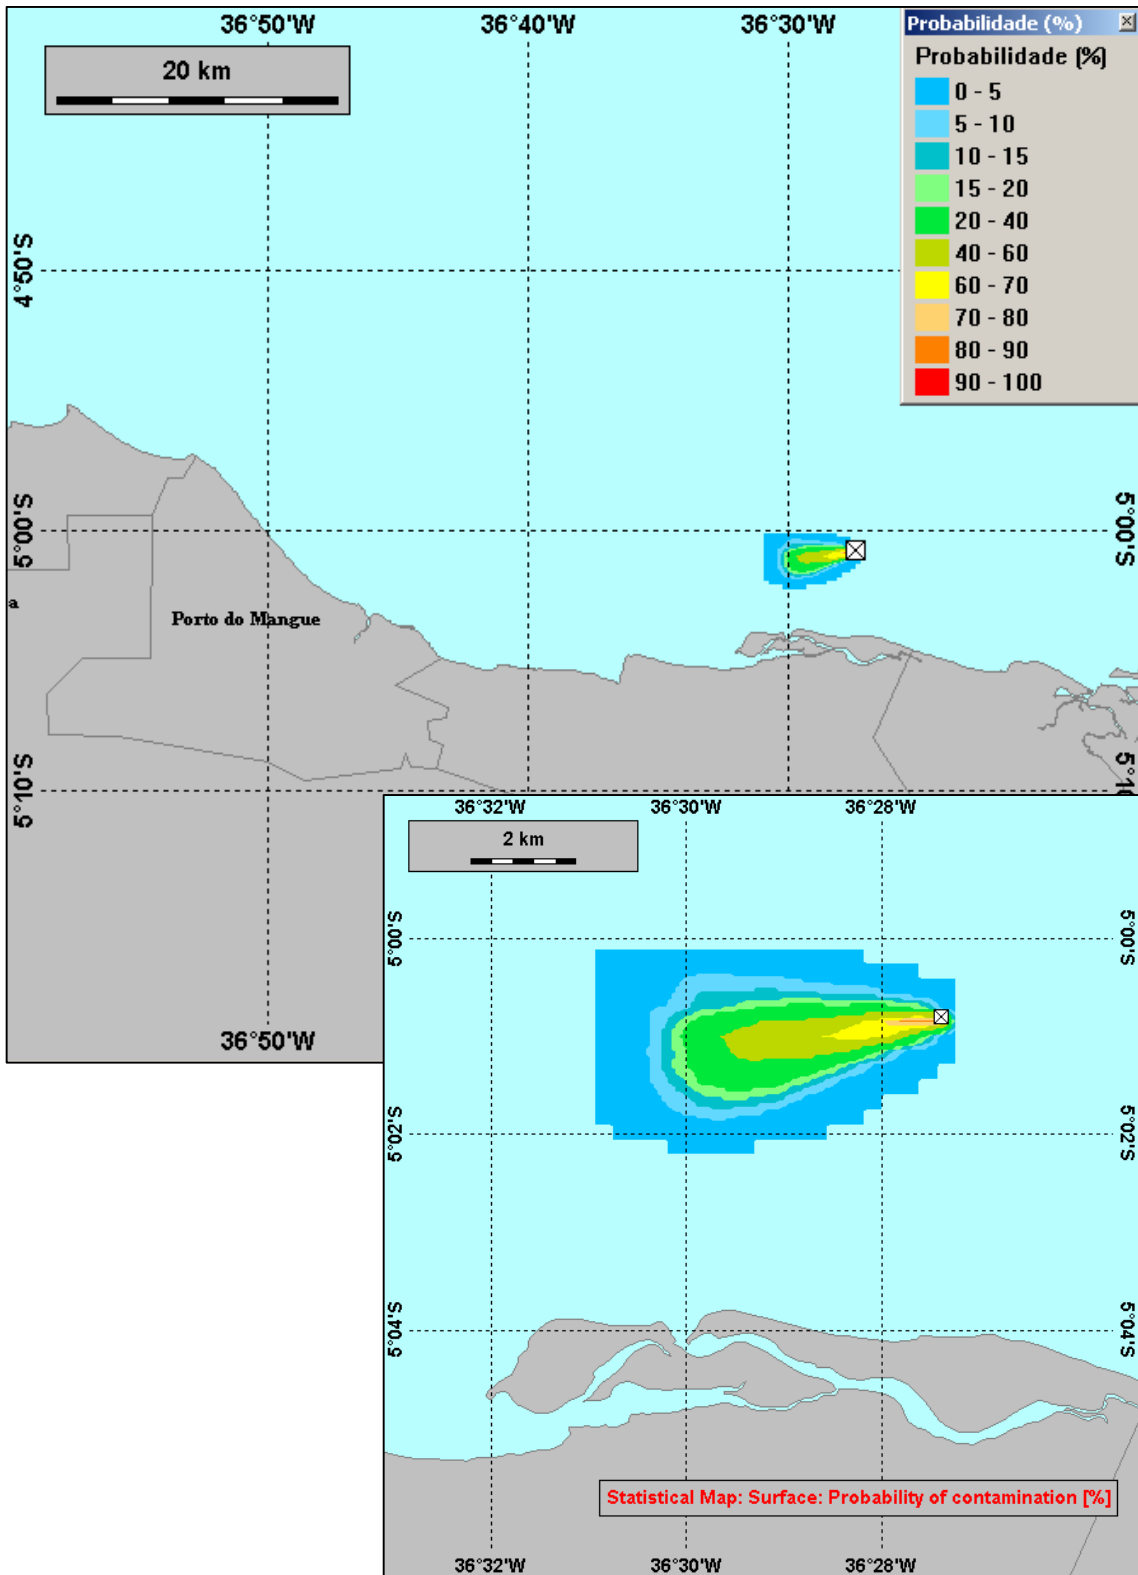 36°50'W 36°40'W 36°30'W
Probabilidade (%)
Probabilidade (%)
0 - 5
5 - 10
10 - 15
15 - 20
20 - 40
40 - 60
60 - 70
70 - 80
80 - 90
90 - 100
20 km
4°50'S
5°00'S
5°00'S
a
Porto do Mangue
5°10'S
5°10
36°50'W
36°32'W 36°30'W 36°28'W
2 km
5°00'S
5°00'S
5°02'S
5°02'S
5°04'S
5°04'S
Statistical Map: Surface: Probability of contamination [%]
36°32'W 36°30'W 36°28'W